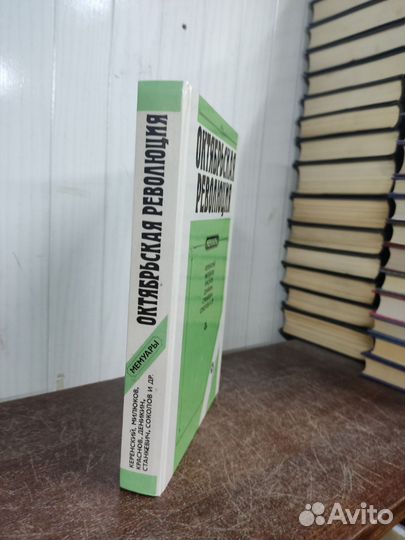 ОКТЯБРЬСКАЯ РЕВОЛЮЦИЯ
МЕМУАРЫ
КЕРЕНСКИЙ, МИЛЮКОВ,
КРАСНОВ, ДЕНИКИН,
СТАНКЕВИЧ, СОКОЛОВ И ДР.
ОКТЯБРЬСКАЯ
РЕВОЛЮЦИЯ
Avito